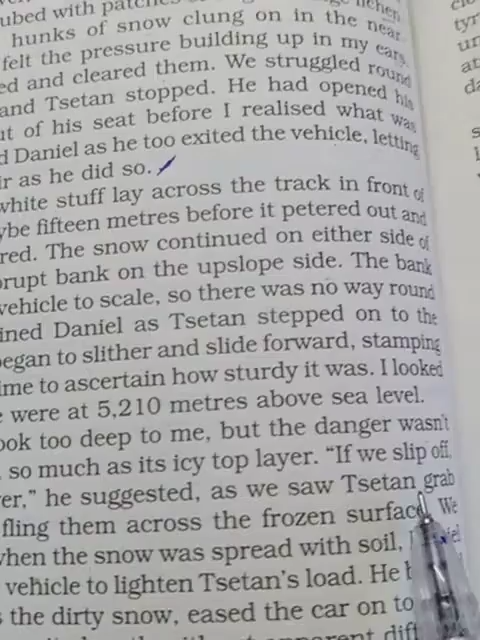 lichen
hunks of snow clung on in the near
felt the pressure building up in my ears
ed and cleared them. We struggled round
and Tsetan stopped. He had opened his
ut of his seat before I realised what was
d Daniel as he too exited the vehicle, letting
ir as he did so.
white stuff lay across the track in front of
ybe fifteen metres before it petered out and
red. The snow continued on either side of
brupt bank on the upslope side. The bank
vehicle to scale, so there was no way round
ined Daniel as Tsetan stepped on to the
began to slither and slide forward, stamping
ime to ascertain how sturdy it was. I looked
e were at 5,210 metres above sea level.
ook too deep to me, but the danger wasn't
, so much as its icy top layer. "If we slip off,
er," he suggested, as we saw Tsetan grab
fling them across the frozen surface. We
when the snow was spread with soil,
vehicle to lighten Tsetan's load. He
s the dirty snow, eased the car on to